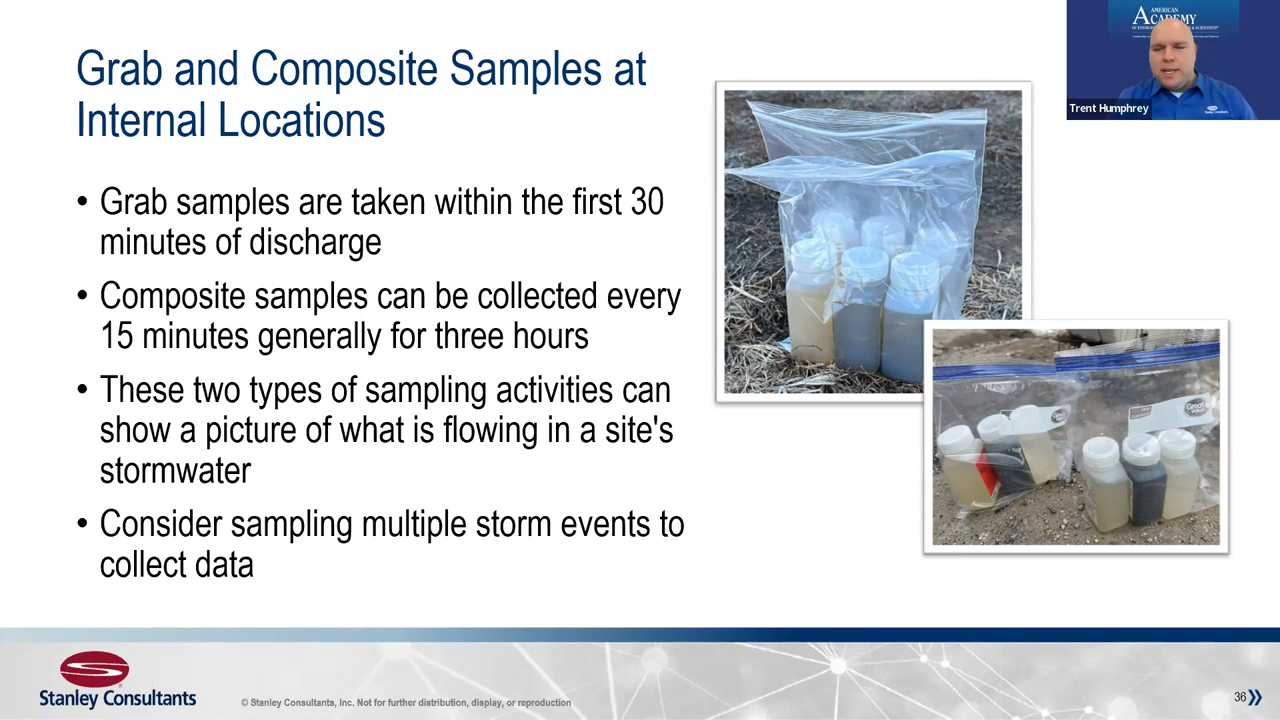 Grab and Composite Samples at
Internal Locations
• Grab samples are taken within the first 30
minutes of discharge
• Composite samples can be collected every
15 minutes generally for three hours
• These two types of sampling activities can
show a picture of what is flowing in a site's
stormwater
• Consider sampling multiple storm events to
collect data
AMERICAN
ACADEMY
Trent Humphrey
Stanley Consultants
Great
Stanley Consultants
© Stanley Consultants, Inc. Not for further distribution, display, or reproduction
36